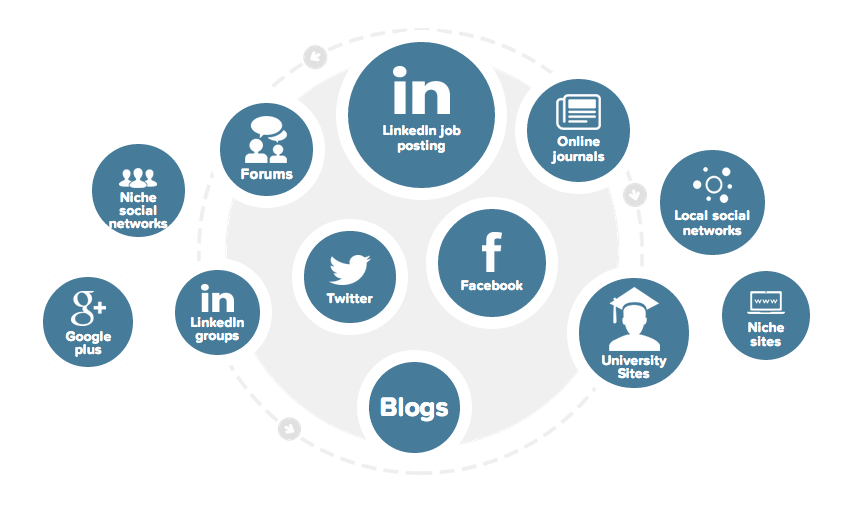 in
LinkedIn job
posting
Online
journals
Forums
Niche
social
networks
Local social
networks
f
Facebook
Twitter
g+
Google
plus
in
LinkedIn
groups
University
Sites
www
Niche
sites
Blogs